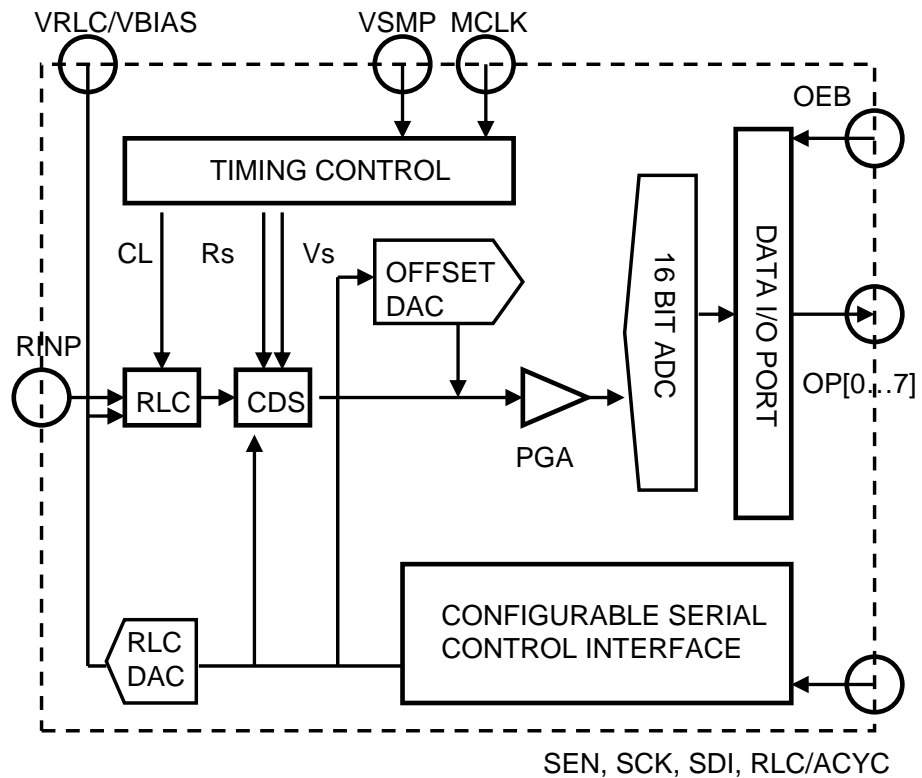 VRLC/VBIAS
VSMP
MCLK
OEB
TIMING CONTROL
CL
Rs
Vs
OFFSET
DAC
16 BIT ADC
DATA I/O PORT
RINP
RLC
CDS
PGA
OP[0...7]
RLC
DAC
CONFIGURABLE SERIAL
CONTROL INTERFACE
SEN, SCK, SDI, RLC/ACYC